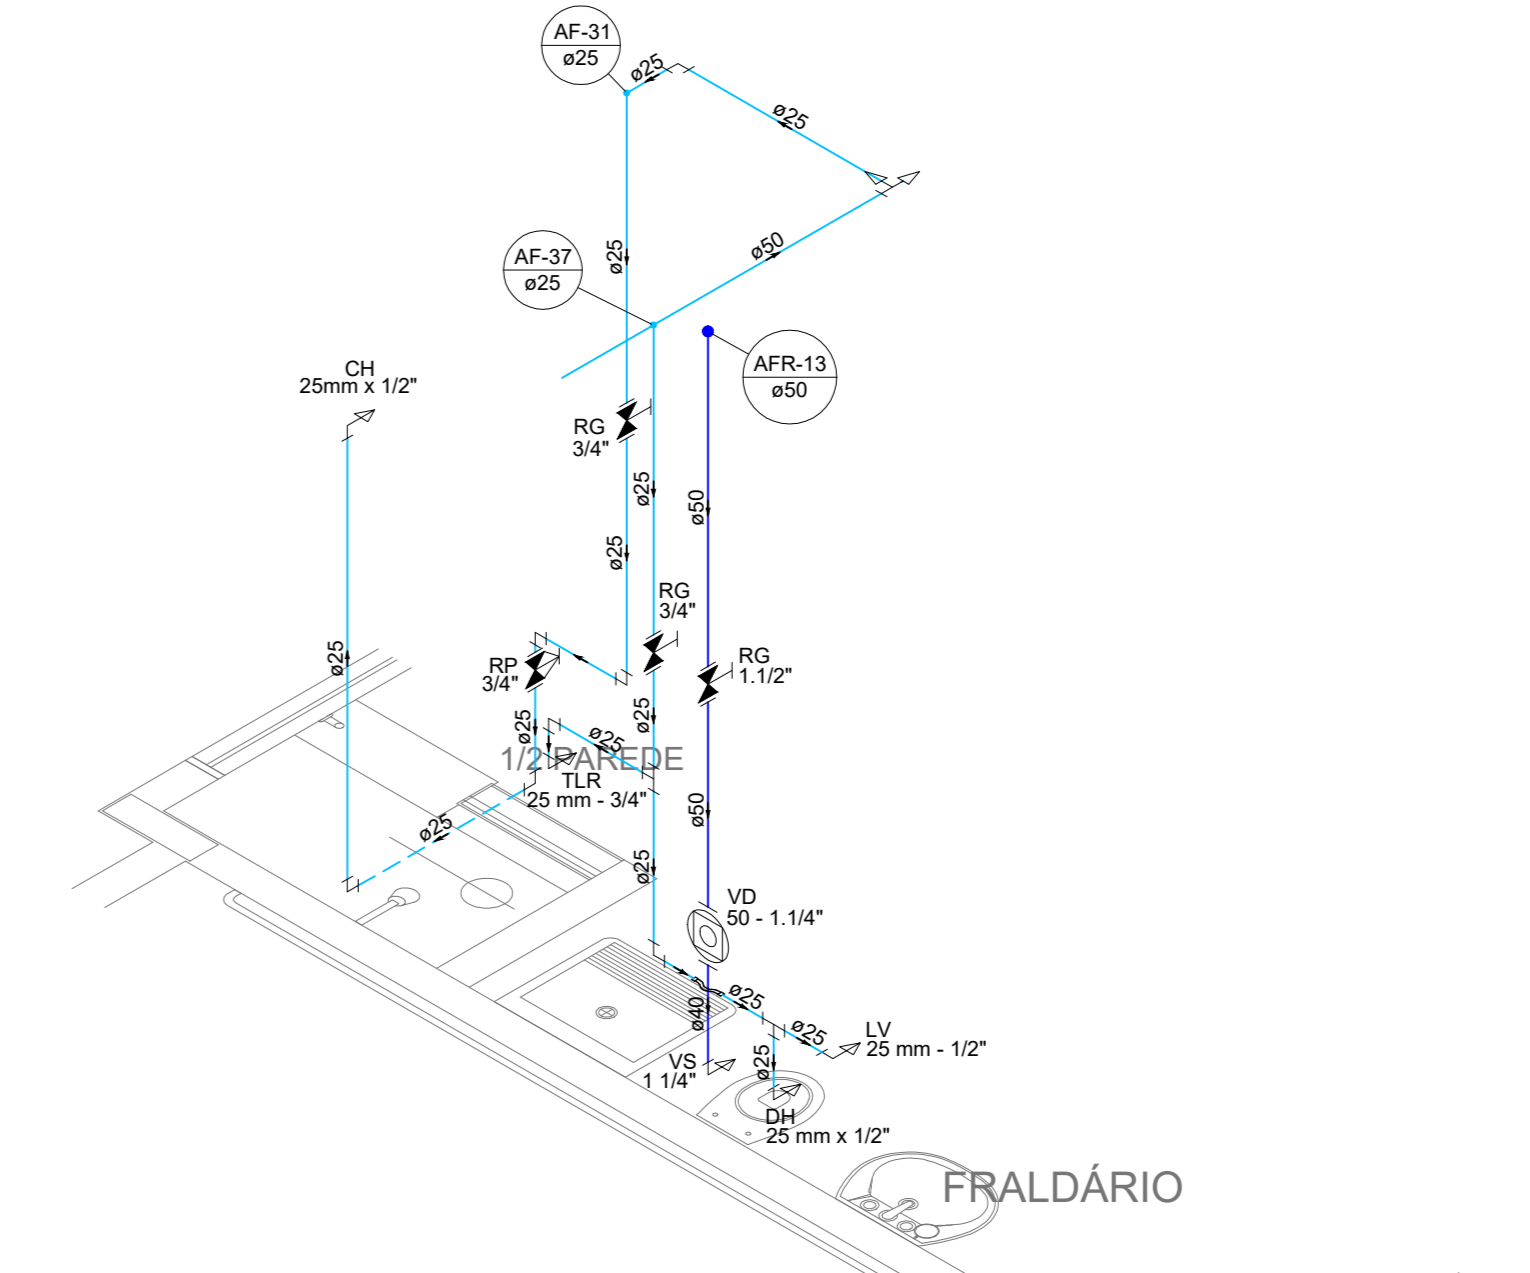 AF-31
ø25
ø25
ø25
AF-37
ø25
ø25
ø50
AFR-13
ø50
CH
25mm x 1/2"
RG
3/4"
ø25
ø50
ø25
RG
3/4"
ø25
RP
3/4"
RG
1.1/2"
ø25
ø25
ø25
1/2 PAREDE
TLR
25 mm - 3/4"
ø50
ø25
ø25
VD
50 - 1.1/4"
ø25
ø40
ø25
LV
25 mm - 1/2"
VS
1 1/4"
ø25
DH
25 mm x 1/2"
FRALDÁRIO